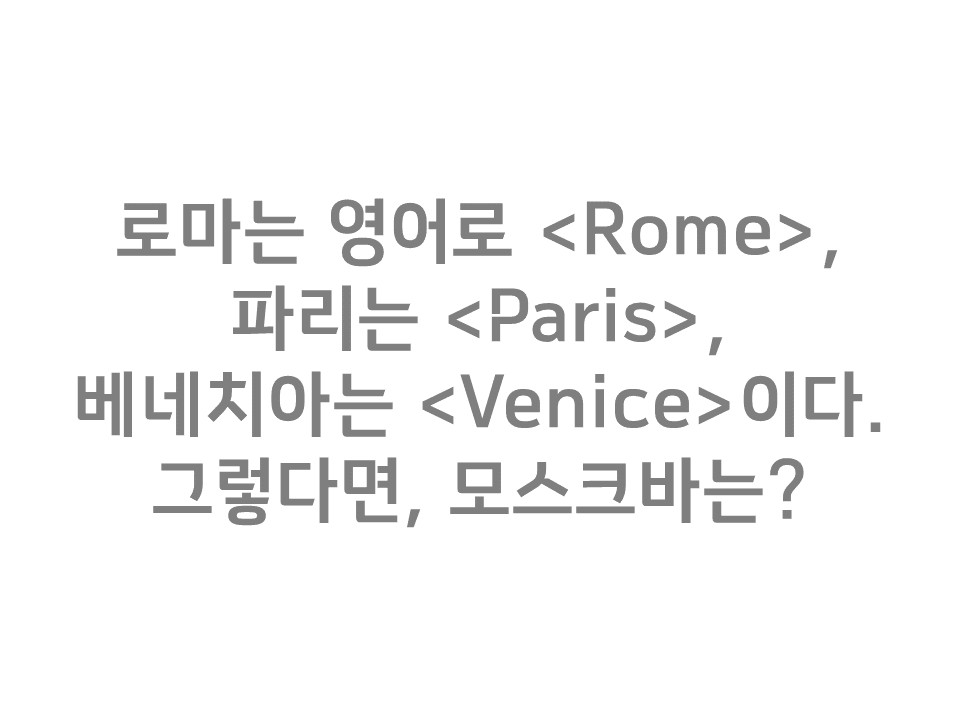 로마는 영어로 <Rome>,
파리는 <Paris>,
베네치아는 <Venice>이다.
그렇다면, 모스크바는?